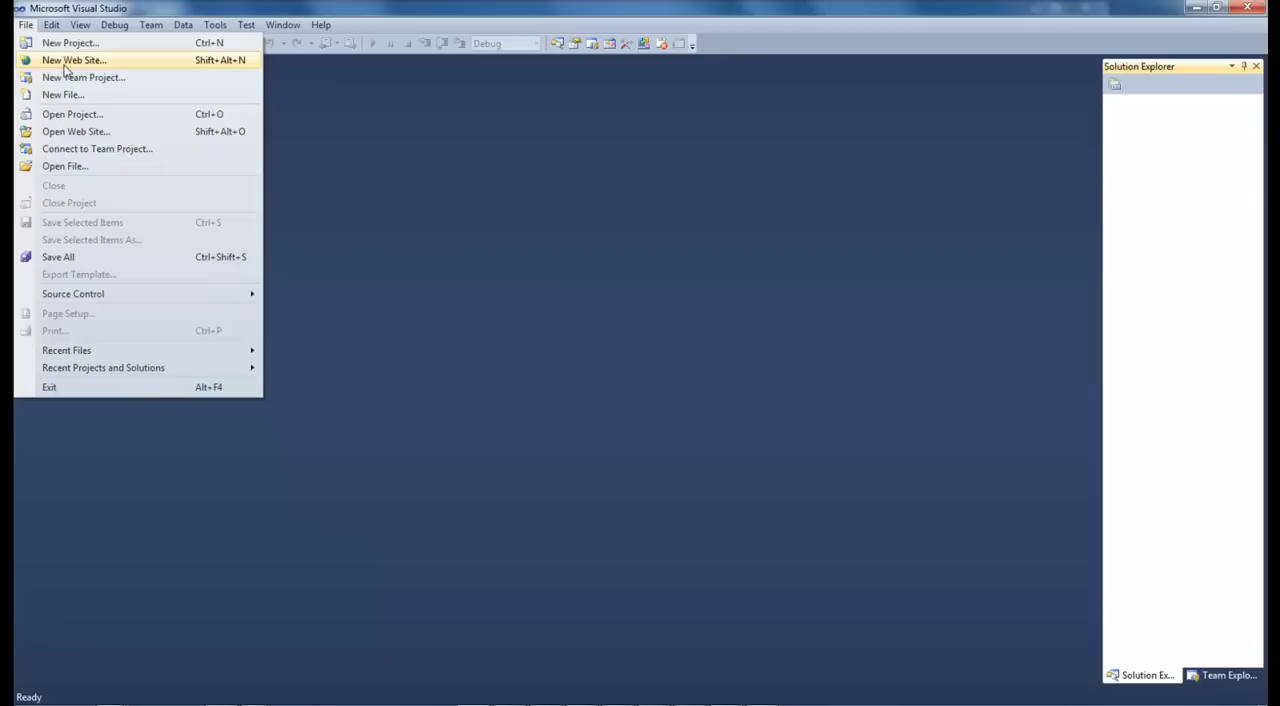 Microsoft Visual Studio
File Edit View Debug Team Data Tools Test Window Help
New Project... Ctrl+N
Debug
New Web Site... Shift+Alt+N
Solution Explorer
New Team Project...
New File...
Open Project... Ctrl+O
Open Web Site... Shift+Alt+O
Connect to Team Project...
Open File...
Close
Close Project
Save Selected Items Ctrl+S
Save Selected Items As...
Save All Ctrl+Shift+S
Export Template...
Source Control
Page Setup...
Print... Ctrl+P
Recent Files
Recent Projects and Solutions
Exit Alt+F4
Solution Ex... Team Explo...
Ready